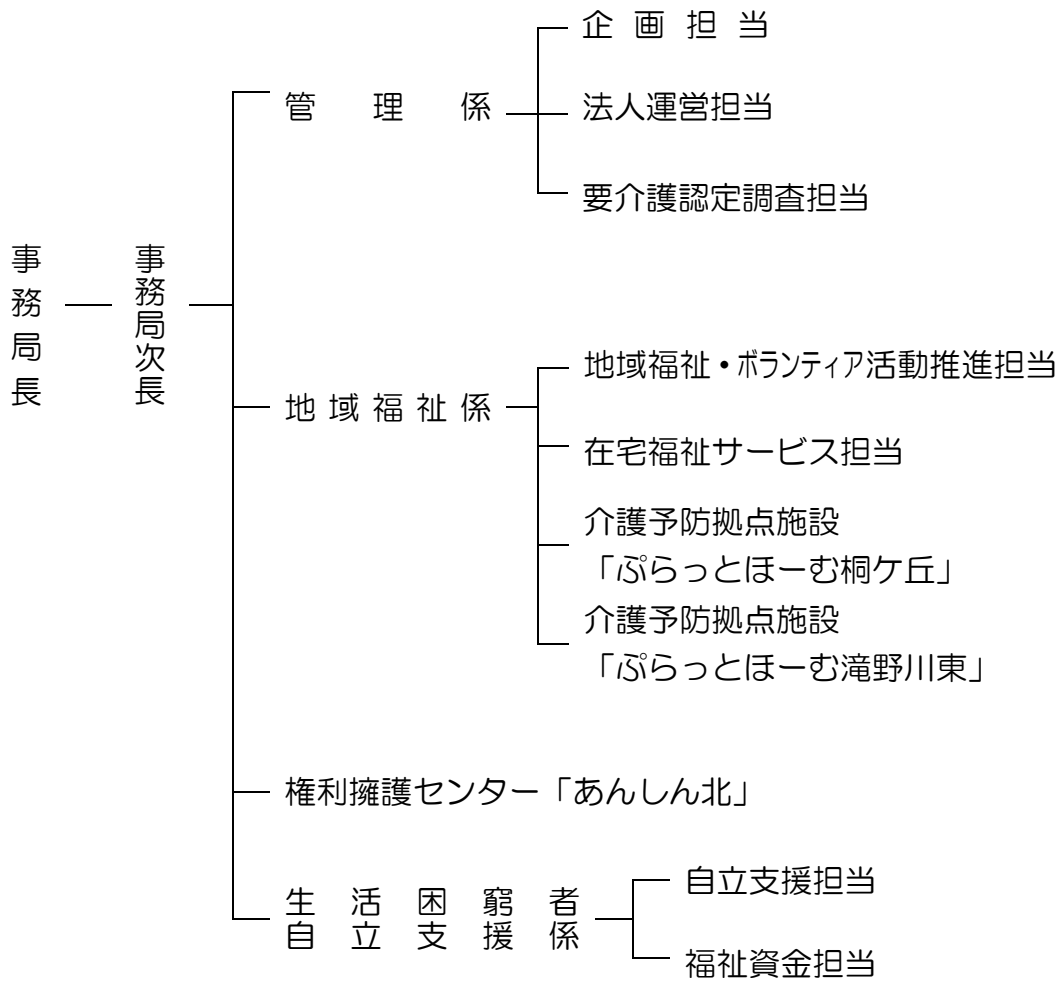 事務局長
事務局次長
管理係
企画担当
法人運営担当
要介護認定調査担当
地域福祉係
地域福祉・ボランティア活動推進担当
在宅福祉サービス担当
介護予防拠点施設
「ぷらっとほーむ桐ケ丘」
介護予防拠点施設
「ぷらっとほーむ滝野川東」
権利擁護センター「あんしん北」
生活困窮者
自立支援係
自立支援担当
福祉資金担当